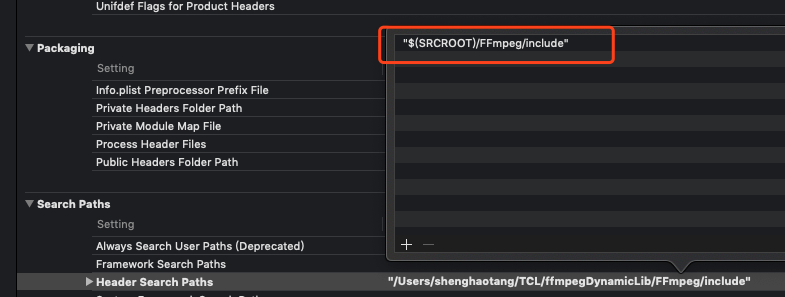 Unifdef Flags for Product Headers
"$(SRCROOT)/FFmpeg/include"
Packaging
Setting
Info.plist Preprocessor Prefix File
Private Headers Folder Path
Private Module Map File
Process Header Files
Public Headers Folder Path
Search Paths
Setting
Always Search User Paths (Deprecated)
Framework Search Paths
Header Search Paths "/Users/shenghaotang/TCL/ffmpegDynamicLib/FFmpeg/include"